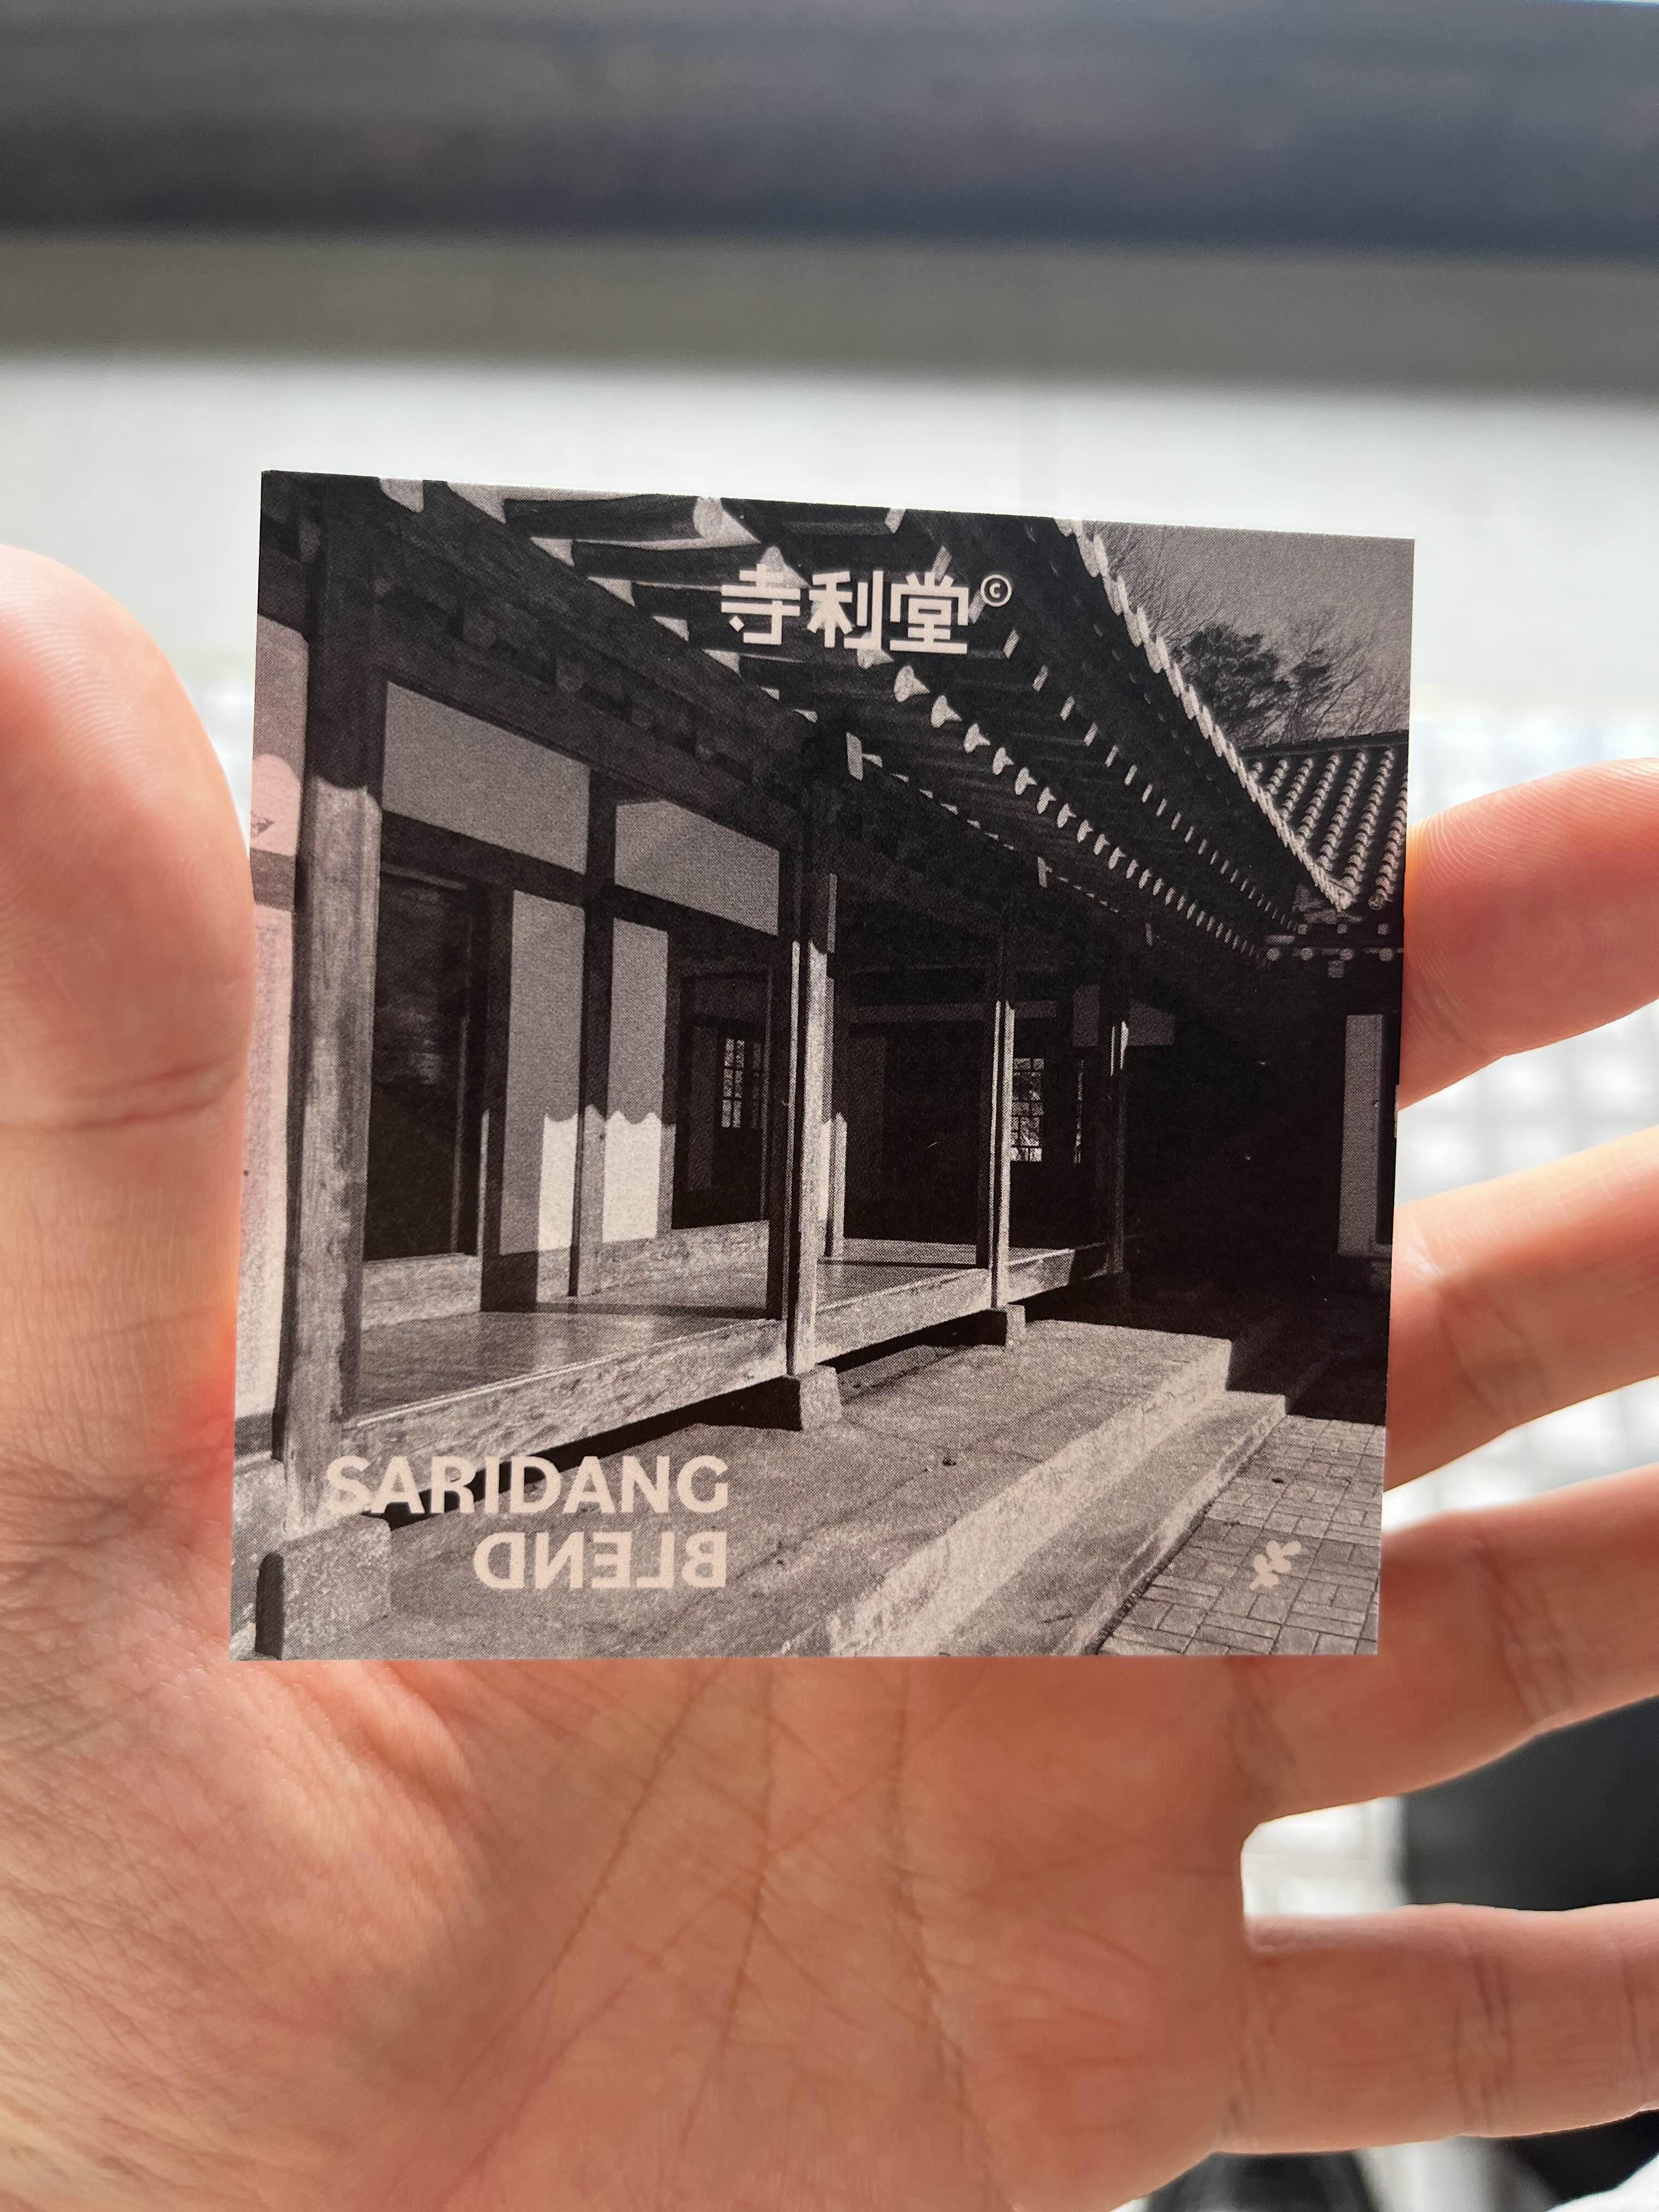 寺利堂©
SARIDANG
BLEND